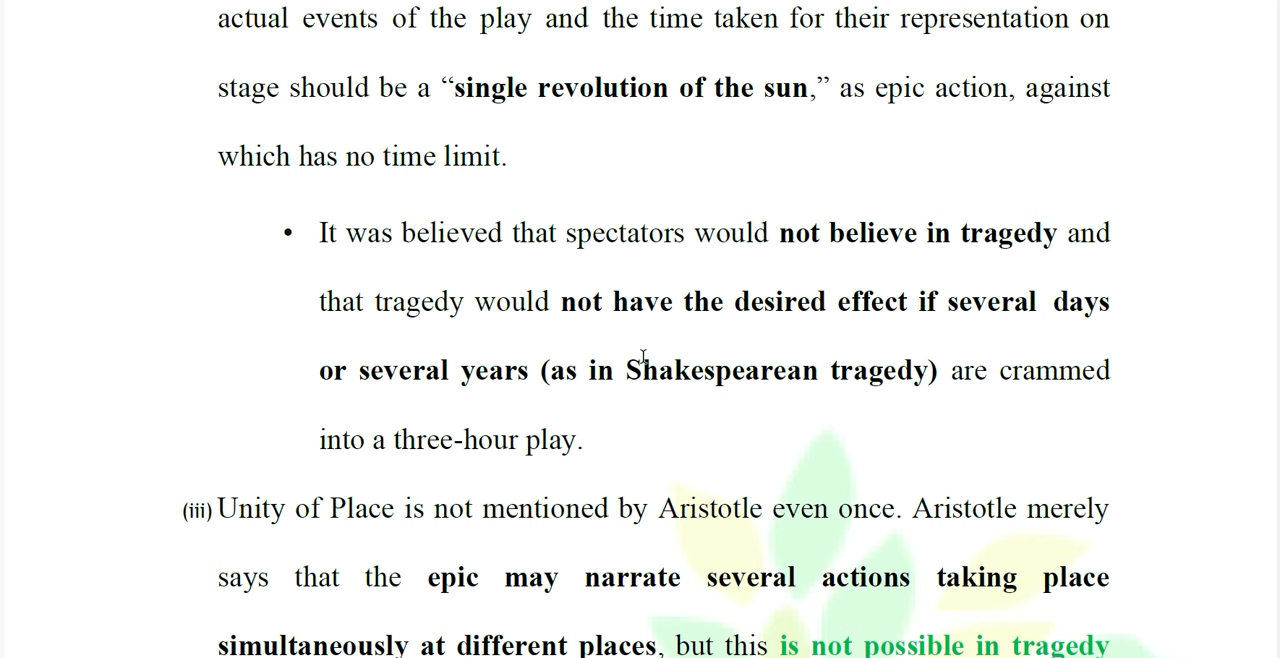 actual events of the play and the time taken for their representation on
stage should be a “single revolution of the sun,” as epic action, against
which has no time limit.
• It was believed that spectators would not believe in tragedy and
that tragedy would not have the desired effect if several days
or several years (as in Shakespearean tragedy) are crammed
into a three-hour play.
(iii) Unity of Place is not mentioned by Aristotle even once. Aristotle merely
says that the epic may narrate several actions taking place
simultaneously at different places, but this is not possible in tragedy